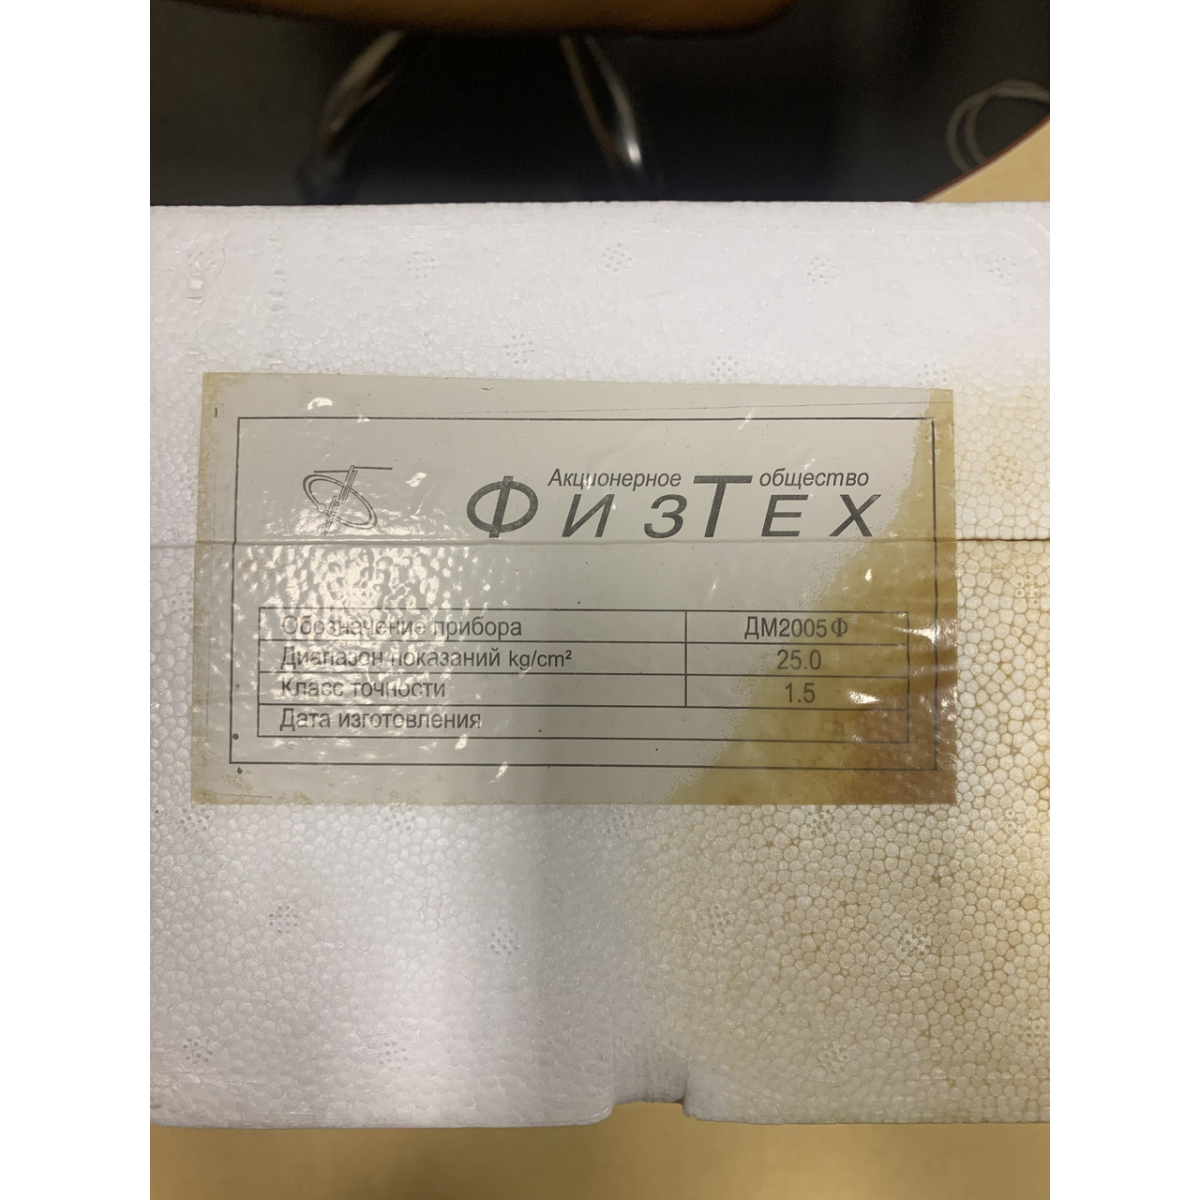 Акционерное общество
ФизТех
Обозначение прибора ДМ2005Ф
Диапазон показаний kg/cm² 25.0
Класс точности 1.5
Дата изготовления